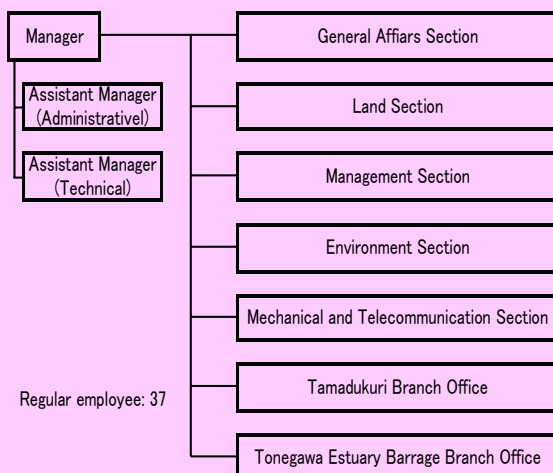 Manager
General Affiars Section
Assistant Manager
(Administrativel)
Land Section
Assistant Manager
(Technical)
Management Section
Environment Section
Mechanical and Telecommunication Section
Tamadukuri Branch Office
Regular employee: 37
Tonegawa Estuary Barrage Branch Office